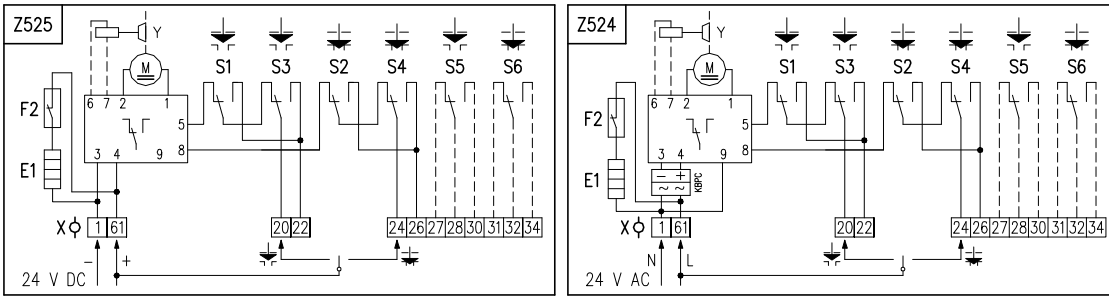 Z525
Y
M
S1 S3 S2 S4 S5 S6
6 7 2 1
F2
5
8
3 4 9
E1
X 1 61 20 22 24 26 27 28 30 31 32 34
- +
24 V DC
Z524
Y
M
S1 S3 S2 S4 S5 S6
6 7 2 1
F2
5
8
3 4 9
- +
~ ~
KBPC
E1
X 1 61 20 22 24 26 27 28 30 31 32 34
N L
24 V AC